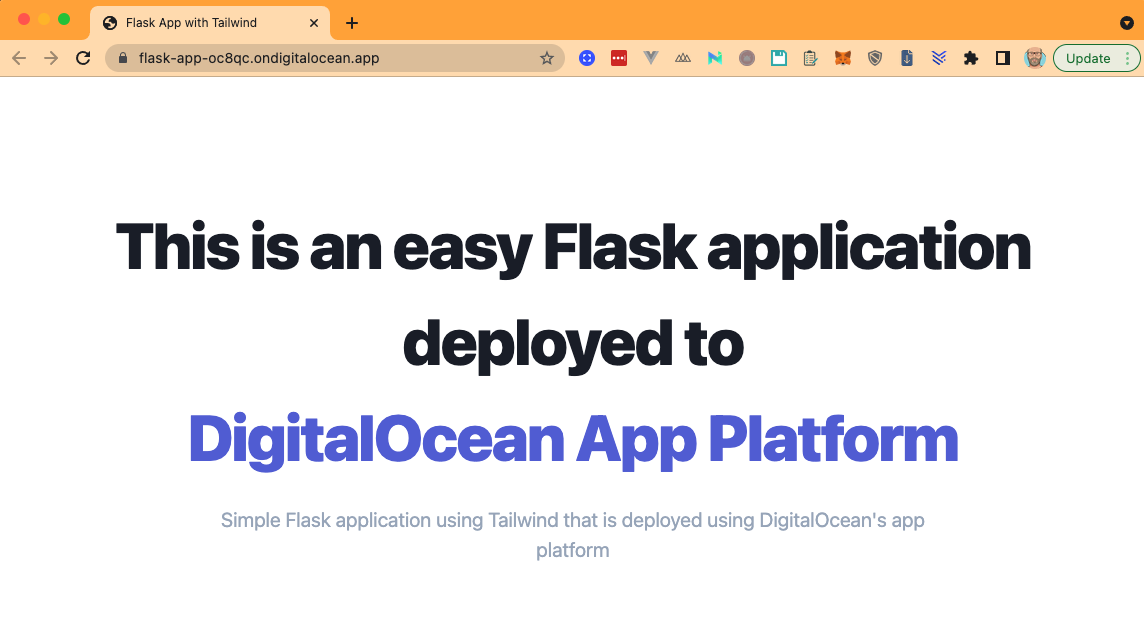 Flask App with Tailwind
flask-app-oc8qc.ondigitalocean.app
Update
This is an easy Flask application
deployed to
DigitalOcean App Platform
Simple Flask application using Tailwind that is deployed using DigitalOcean's app
platform